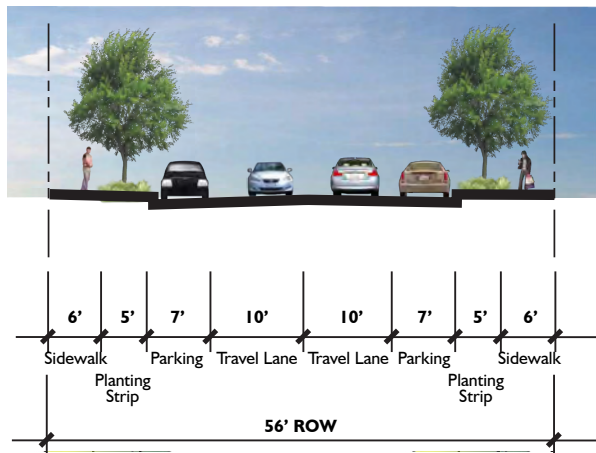 6’ 5’ 7’ 10’ 10’ 7’ 5’ 6’
Sidewalk Parking Travel Lane Travel Lane Parking Sidewalk
Planting Planting
Strip Strip
56’ ROW